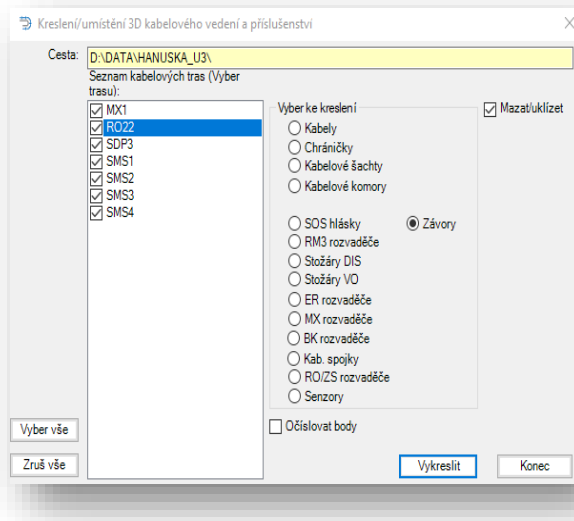 Kreslení/umístění 3D kabelového vedení a příslušenství
Cesta: D:\DATA\HANUSKA_U3\
Seznam kabelových tras (Vyber
trasu):
MX1
RO22
SDP3
SMS1
SMS2
SMS3
SMS4
Vyber ke kreslení
Kabely
Chráničky
Kabelové šachty
Kabelové komory
SOS hlásky
Závory
RM3 rozvaděče
Stožáry DIS
Stožáry VO
ER rozvaděče
MX rozvaděče
BK rozvaděče
Kab. spojky
RO/ZS rozvaděče
Senzory
Mazat/uklízet
Očíslovat body
Vyber vše
Zruš vše
Vykreslit
Konec